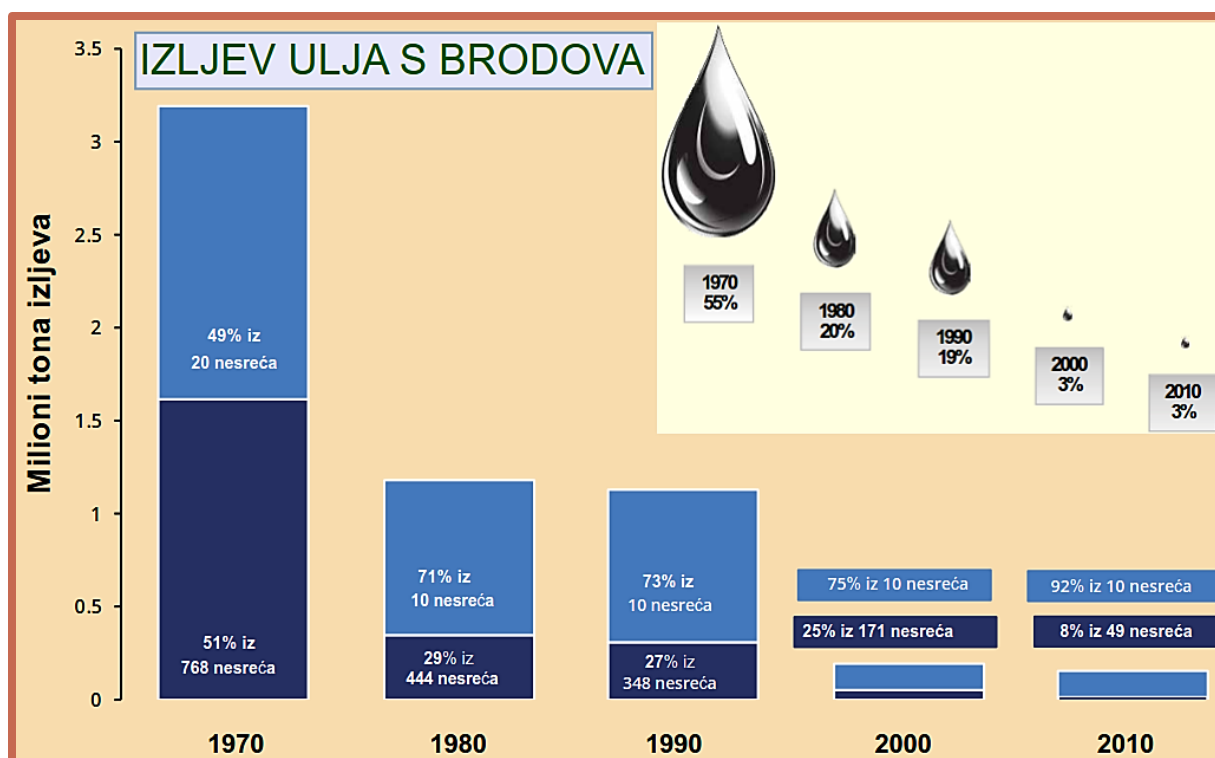 IZLJEV ULJA S BRODOVA
Milioni tona izljeva
3.5
3
2.5
2
1.5
1
0.5
0
1970
55%
1980
20%
1990
19%
2000
3%
2010
3%
49% iz
20 nesreća
51% iz
768 nesreća
71% iz
10 nesreća
29% iz
444 nesreća
73% iz
10 nesreća
27% iz
348 nesreća
75% iz 10 nesreća
25% iz 171 nesreća
92% iz 10 nesreća
8% iz 49 nesreća
1970
1980
1990
2000
2010